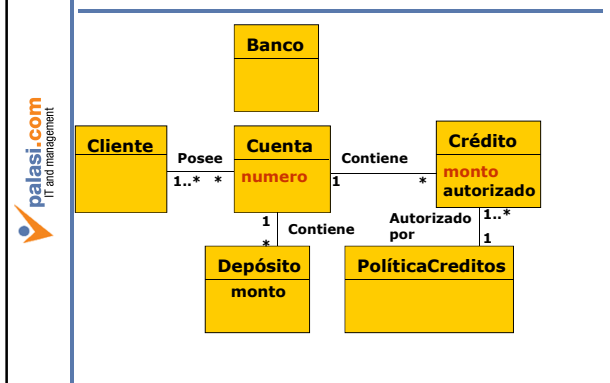 palasi.com
IT and management
Banco
Cliente
Posee
1..*
*
Cuenta
numero
Contiene
1
*
Crédito
monto
autorizado
1
Contiene
*
Autorizado
por
1..*
1
Depósito
monto
PolíticaCreditos